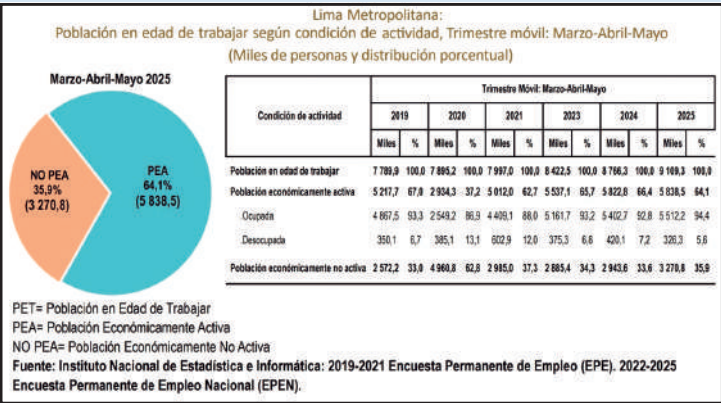 Lima Metropolitana:
Población en edad de trabajar según condición de actividad, Trimestre móvil: Marzo-Abril-Mayo
(Miles de personas y distribución porcentual)
Marzo-Abril-Mayo 2025
NO PEA
35,9%
(3 270,8)
PEA
64,1%
(5 838,5)
Trimestre Móvil: Marzo-Abril-Mayo
Condición de actividad 2019 2020 2021 2023 2024 2025
Miles % Miles % Miles % Miles % Miles % Miles %
Población en edad de trabajar 7 789,9 100,0 7 895,2 100,0 7 997,0 100,0 8 422,5 100,0 8 766,3 100,0 9 109,3 100,0
Población económicamente activa 5 217,7 67,0 2 934,3 37,2 5 012,0 62,7 5 537,1 65,7 5 822,8 66,4 5 838,5 64,1
Ocupada 4 867,5 93,3 2 549,2 86,9 4 409,1 88,0 5 161,7 93,2 5 402,7 92,8 5 512,2 94,4
Desocupada 350,1 6,7 385,1 13,1 602,9 12,0 375,3 6,8 420,1 7,2 326,3 5,6
Población económicamente no activa 2 572,2 33,0 4 960,8 62,8 2 985,0 37,3 2 885,4 34,3 2 943,6 33,6 3 270,8 35,9
PET= Población en Edad de Trabajar
PEA= Población Económicamente Activa
NO PEA= Población Económicamente No Activa
Fuente: Instituto Nacional de Estadística e Informática: 2019-2021 Encuesta Permanente de Empleo (EPE). 2022-2025
Encuesta Permanente de Empleo Nacional (EPEN).